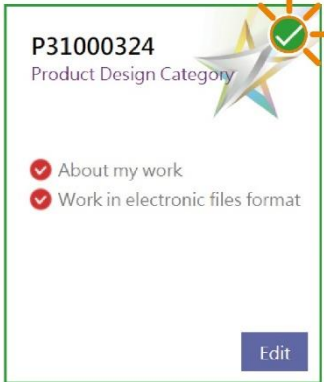 P31000324
Product Design Category
About my work
Work in electronic files format
Edit